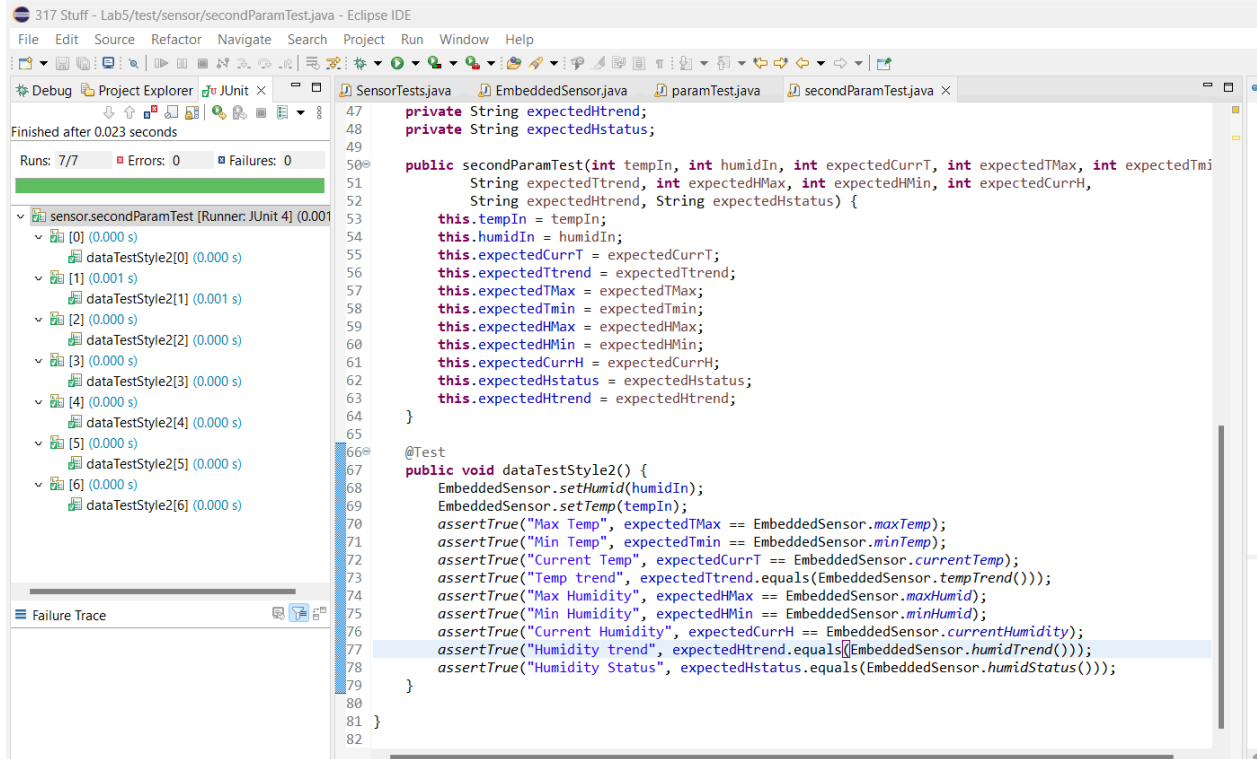 317 Stuff - Lab5/test/sensor/secondParamTest.java - Eclipse IDE
File Edit Source Refactor Navigate Search Project Run Window Help
Debug Project Explorer JUnit
Finished after 0.023 seconds
Runs: 7/7 Errors: 0 Failures: 0
sensor.secondParamTest [Runner: JUnit 4] (0.001
[0] (0.000 s)
dataTestStyle2[0] (0.000 s)
[1] (0.001 s)
dataTestStyle2[1] (0.001 s)
[2] (0.000 s)
dataTestStyle2[2] (0.000 s)
[3] (0.000 s)
dataTestStyle2[3] (0.000 s)
[4] (0.000 s)
dataTestStyle2[4] (0.000 s)
[5] (0.000 s)
dataTestStyle2[5] (0.000 s)
[6] (0.000 s)
dataTestStyle2[6] (0.000 s)
Failure Trace
SensorTests.java EmbeddedSensor.java paramTest.java secondParamTest.java
47 private String expectedHtrend;
48 private String expectedHstatus;
49
50 public secondParamTest(int tempIn, int humidIn, int expectedCurrT, int expectedTMax, int expectedTmi
51 String expectedTtrend, int expectedHMax, int expectedHMin, int expectedCurrH,
52 String expectedHtrend, String expectedHstatus) {
53 this.tempIn = tempIn;
54 this.humidIn = humidIn;
55 this.expectedCurrT = expectedCurrT;
56 this.expectedTtrend = expectedTtrend;
57 this.expectedTMax = expectedTMax;
58 this.expectedTmin = expectedTmin;
59 this.expectedHMax = expectedHMax;
60 this.expectedHMin = expectedHMin;
61 this.expectedCurrH = expectedCurrH;
62 this.expectedHstatus = expectedHstatus;
63 this.expectedHtrend = expectedHtrend;
64 }
65
66 @Test
67 public void dataTestStyle2() {
68 EmbeddedSensor.setHumid(humidIn);
69 EmbeddedSensor.setTemp(tempIn);
70 assertTrue("Max Temp", expectedTMax == EmbeddedSensor.maxTemp);
71 assertTrue("Min Temp", expectedTmin == EmbeddedSensor.minTemp);
72 assertTrue("Current Temp", expectedCurrT == EmbeddedSensor.currentTemp);
73 assertTrue("Temp trend", expectedTtrend.equals(EmbeddedSensor.tempTrend()));
74 assertTrue("Max Humidity", expectedHMax == EmbeddedSensor.maxHumid);
75 assertTrue("Min Humidity", expectedHMin == EmbeddedSensor.minHumid);
76 assertTrue("Current Humidity", expectedCurrH == EmbeddedSensor.currentHumidity);
77 assertTrue("Humidity trend", expectedHtrend.equals(EmbeddedSensor.humidTrend()));
78 assertTrue("Humidity Status", expectedHstatus.equals(EmbeddedSensor.humidStatus()));
79 }
80
81 }
82